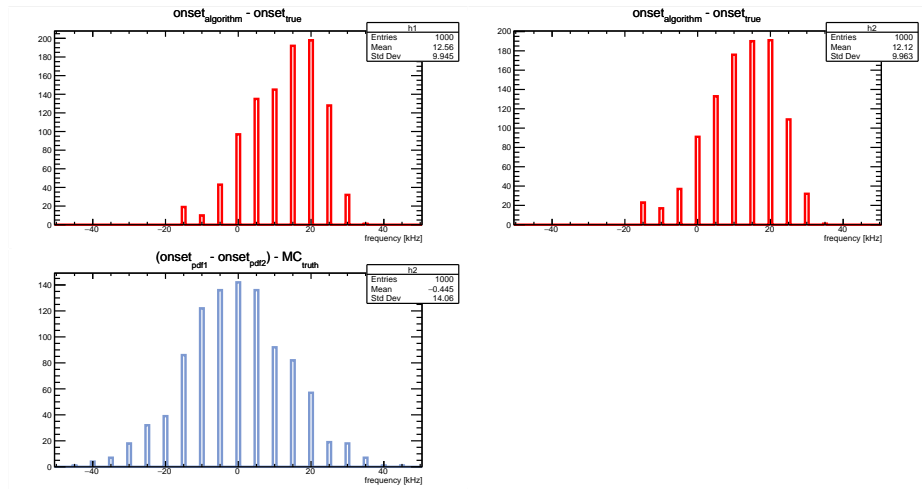 onset_algorithm - onset_true
h1
Entries 1000
Mean 12.56
Std Dev 9.945
200
180
160
140
120
100
80
60
40
20
0
−40 −20 0 20 40
frequency [kHz]
onset_algorithm - onset_true
h2
Entries 1000
Mean 12.12
Std Dev 9.963
200
180
160
140
120
100
80
60
40
20
0
−40 −20 0 20 40
frequency [kHz]
(onset_pdf1 - onset_pdf2) - MC_truth
h2
Entries 1000
Mean −0.445
Std Dev 14.06
140
120
100
80
60
40
20
0
−40 −20 0 20 40
frequency [kHz]